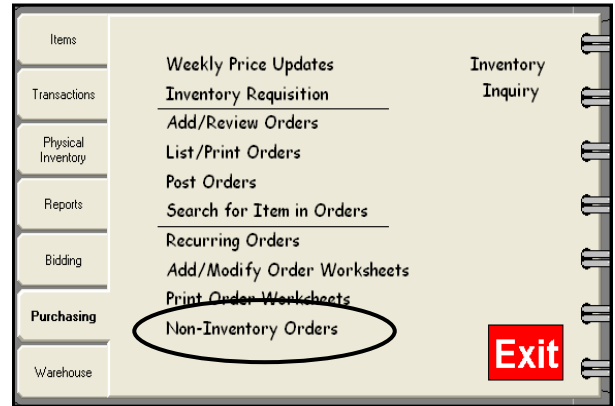 Items
Transactions
Physical
Inventory
Reports
Bidding
Purchasing
Warehouse
Weekly Price Updates
Inventory Requisition
Add/Review Orders
List/Print Orders
Post Orders
Search for Item in Orders
Recurring Orders
Add/Modify Order Worksheets
Print Order Worksheets
Non-Inventory Orders
Inventory
Inquiry
Exit